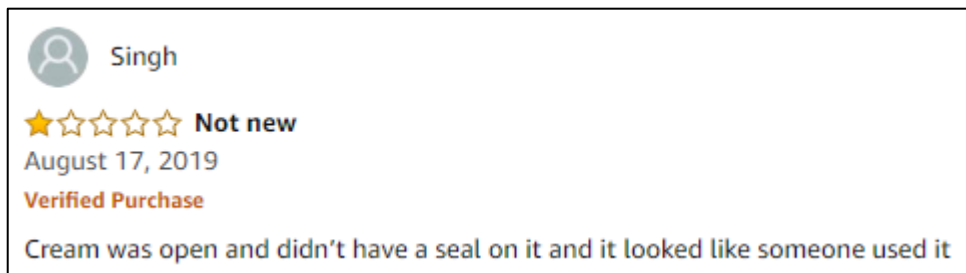 Singh
Not new
August 17, 2019
Verified Purchase
Cream was open and didn’t have a seal on it and it looked like someone used it